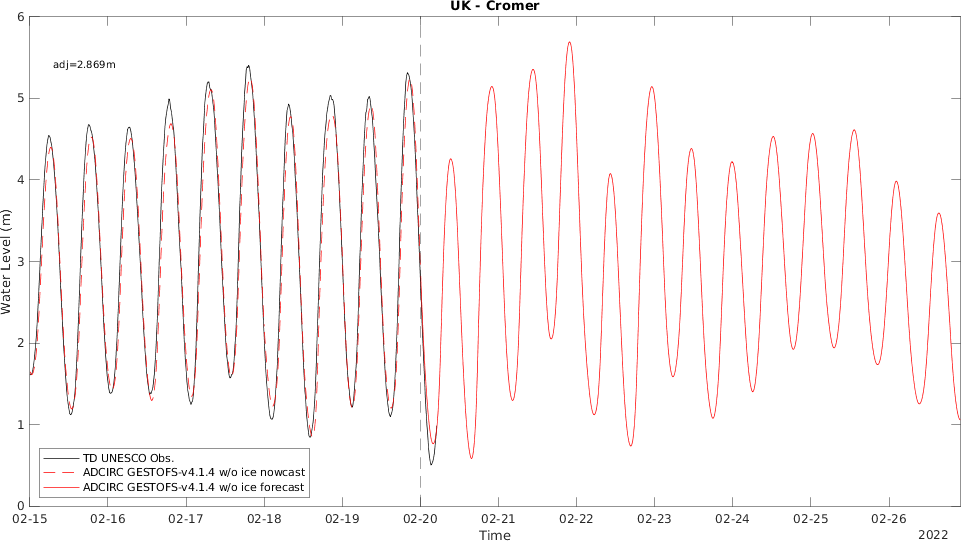 UK - Cromer
6
adj=2.869m
5
4
3
2
1
0
Water Level (m)
TD UNESCO Obs.
ADCIRC GESTOFS-v4.1.4 w/o ice nowcast
ADCIRC GESTOFS-v4.1.4 w/o ice forecast
02-15 02-16 02-17 02-18 02-19 02-20 02-21 02-22 02-23 02-24 02-25 02-26
Time
2022